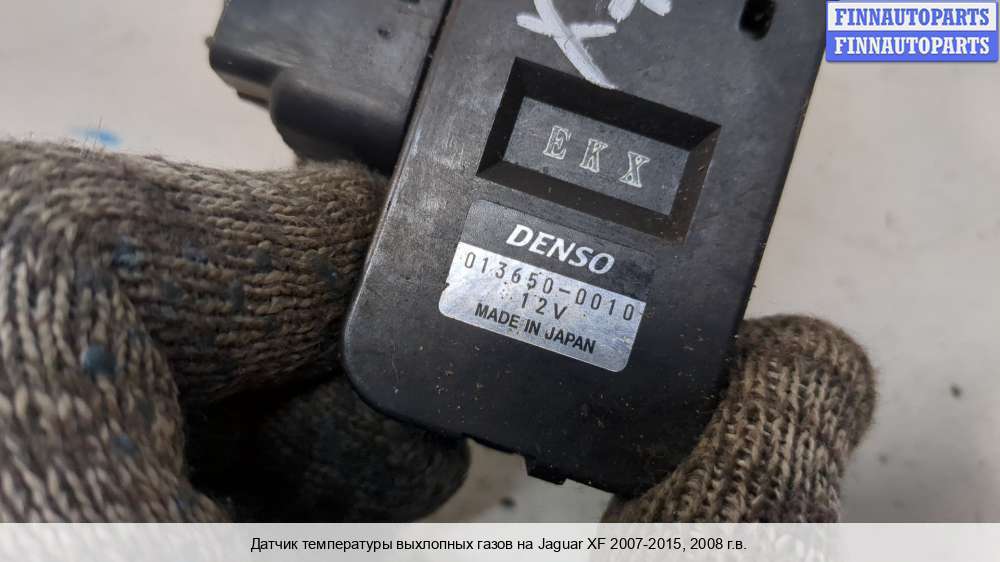 FINNAUTOPARTS
FINNAUTOPARTS
EKX
DENSO
013650-0010
12V
MADE IN JAPAN
Датчик температуры выхлопных газов на Jaguar XF 2007-2015, 2008 г.в.